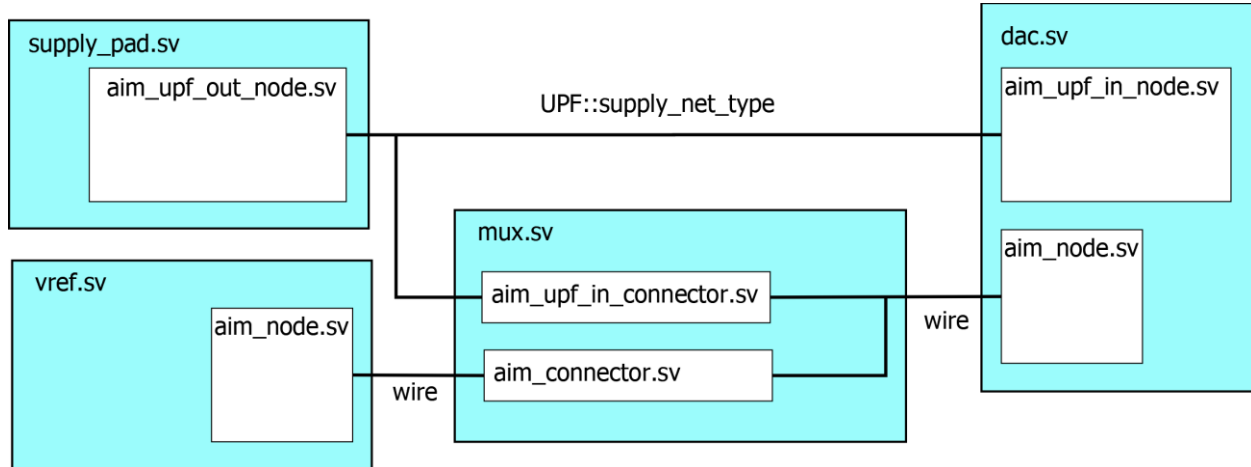 supply_pad.sv
aim_upf_out_node.sv
UPF::supply_net_type
dac.sv
aim_upf_in_node.sv
mux.sv
aim_upf_in_connector.sv
aim_connector.sv
vref.sv
aim_node.sv
wire
wire
aim_node.sv